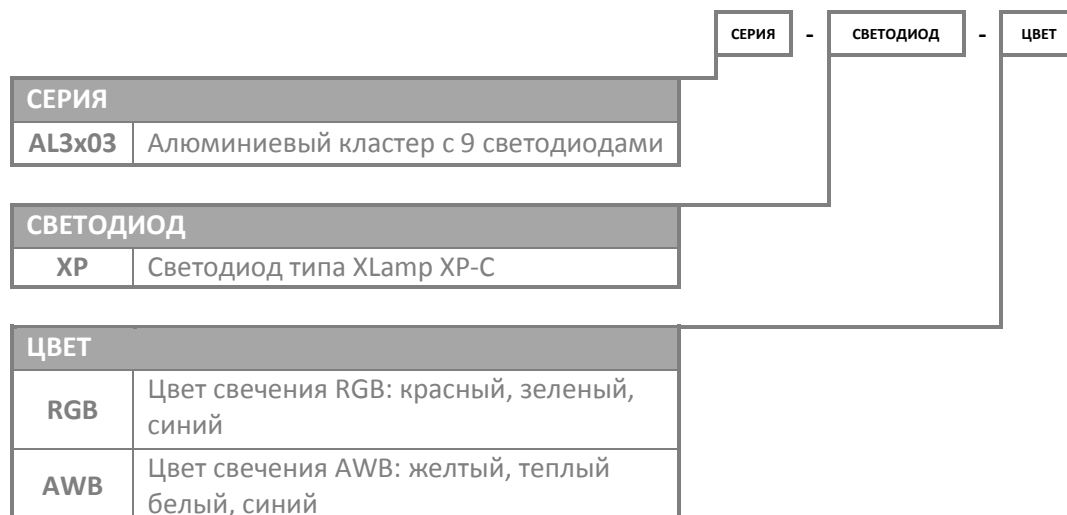 СЕРИЯ - СВЕТОДИОД - ЦВЕТ
СЕРИЯ
AL3x03 Алюминиевый кластер с 9 светодиодами
СВЕТОДИОД
XP Светодиод типа XLamp XP-C
ЦВЕТ
RGB Цвет свечения RGB: красный, зеленый,
синий
AWB Цвет свечения AWB: желтый, теплый
белый, синий